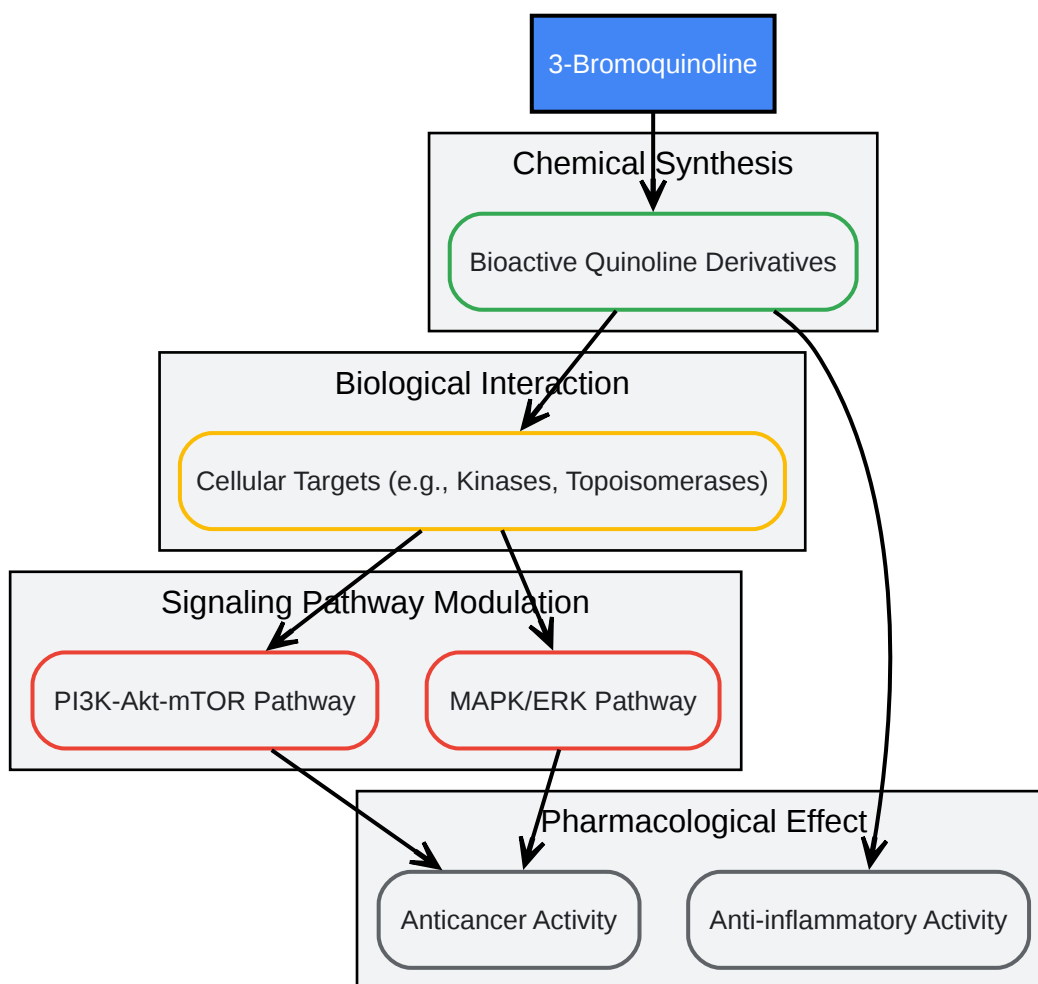 3-Bromoquinoline
Chemical Synthesis
Bioactive Quinoline Derivatives
Biological Interaction
Cellular Targets (e.g., Kinases, Topoisomerases)
Signaling Pathway Modulation
PI3K-Akt-mTOR Pathway
MAPK/ERK Pathway
Pharmacological Effect
Anticancer Activity
Anti-inflammatory Activity